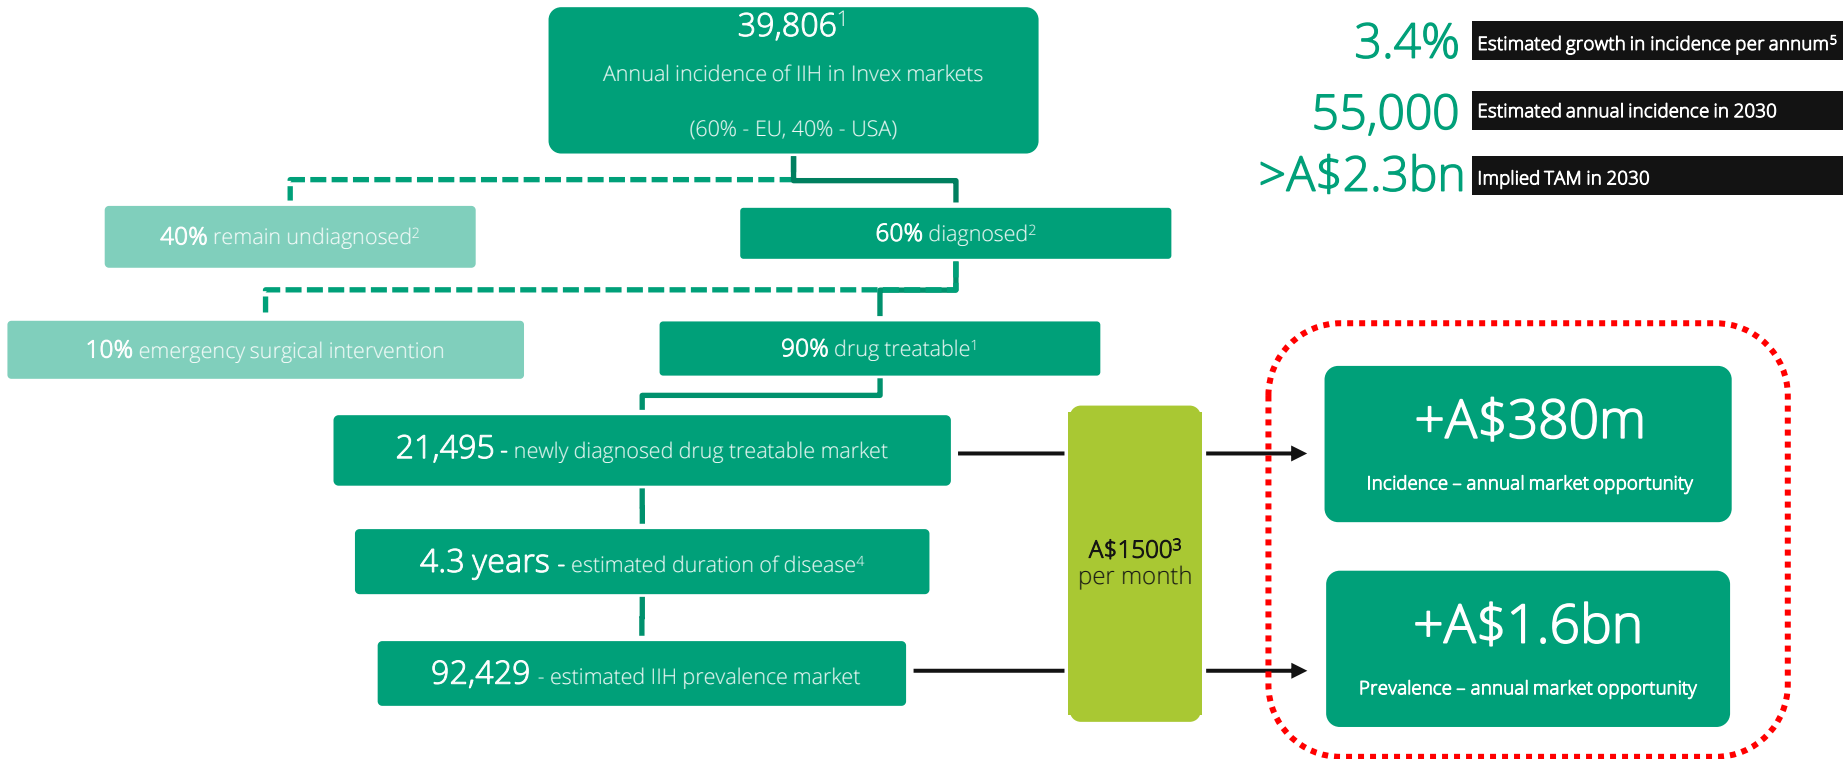 39,806¹
Annual incidence of IIH in Invex markets
(60% - EU, 40% - USA)
3.4% Estimated growth in incidence per annum⁵
55,000 Estimated annual incidence in 2030
>A$2.3bn Implied TAM in 2030
40% remain undiagnosed²
60% diagnosed²
10% emergency surgical intervention
90% drug treatable¹
21,495 - newly diagnosed drug treatable market
4.3 years - estimated duration of disease⁴
92,429 - estimated IIH prevalence market
A$1500³
per month
+A$380m
Incidence – annual market opportunity
+A$1.6bn
Prevalence – annual market opportunity